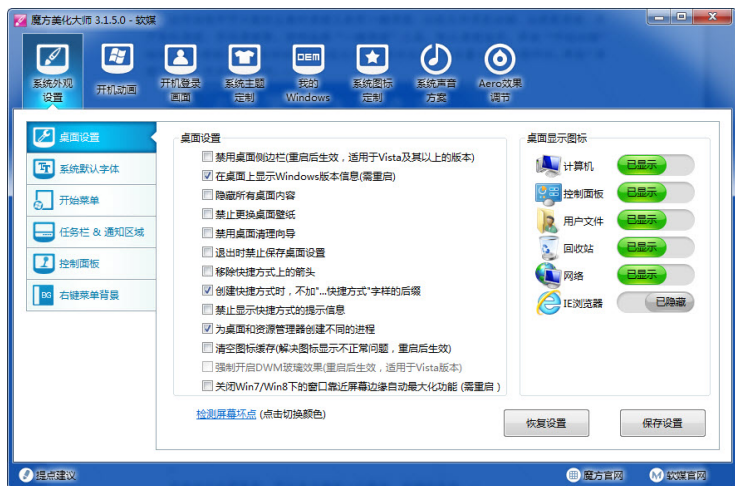 魔方美化大师 3.1.5.0 - 软媒
系统外观
设置
开机动画
开机登录
画面
系统主题
定制
OEM
我的
Windows
系统图标
定制
系统声音
方案
Aero效果
调节
桌面设置
系统默认字体
开始菜单
任务栏 & 通知区域
控制面板
BG 右键菜单背景
桌面设置
禁用桌面侧边栏(重启后生效，适用于Vista及其以上的版本)
在桌面上显示Windows版本信息(需重启)
隐藏所有桌面内容
禁止更换桌面壁纸
禁用桌面清理向导
退出时禁止保存桌面设置
移除快捷方式上的箭头
创建快捷方式时，不加"...快捷方式"字样的后缀
禁止显示快捷方式的提示信息
为桌面和资源管理器创建不同的进程
清空图标缓存(解决图标显示不正常问题，重启后生效)
强制开启DWM玻璃效果(重启后生效，适用于Vista版本)
关闭Win7/Win8下的窗口靠近屏幕边缘自动最大化功能 (需重启 )
检测屏幕坏点 (点击切换颜色)
桌面显示图标
计算机 已显示
控制面板 已显示
用户文件 已显示
回收站 已显示
网络 已显示
IE浏览器 已隐藏
恢复设置
保存设置
提点建议
魔方官网
软媒官网